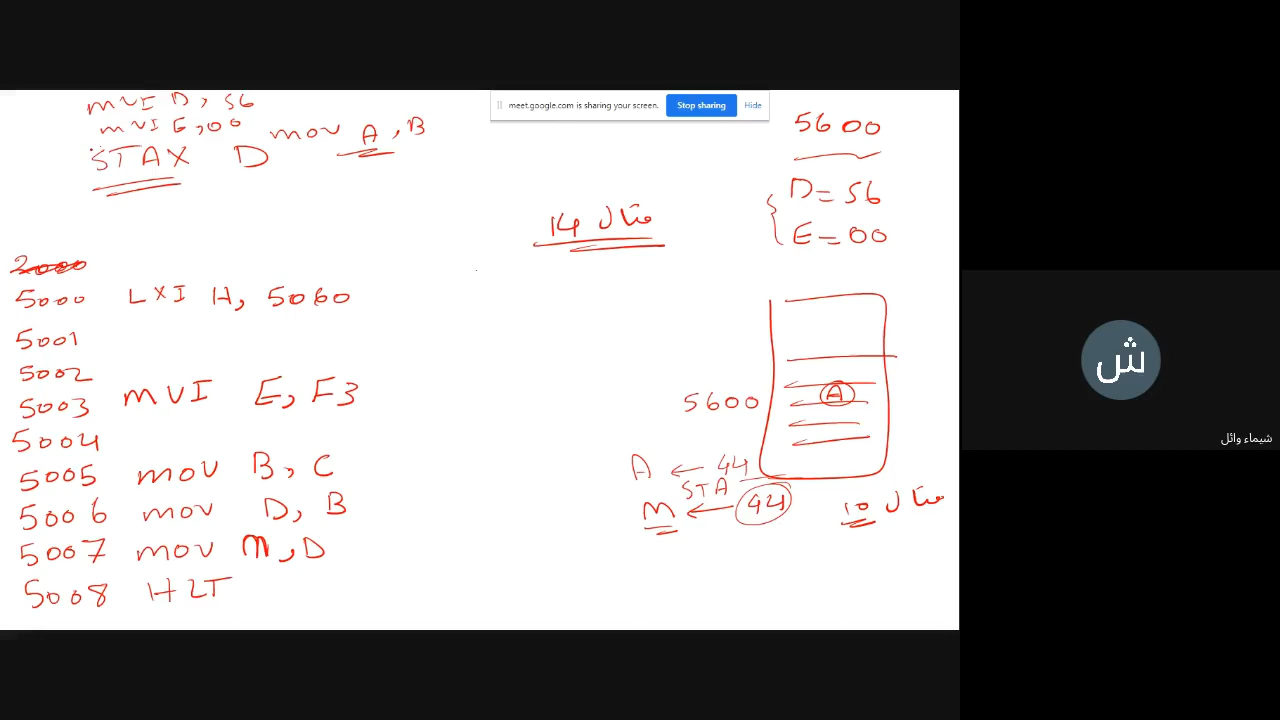 MVI D, 56
MVI E, 00
MOV A, B
STAX D
meet.google.com is sharing your screen.
Stop sharing
Hide
5600
D = 56
E = 00
مثال 14
2000
5000 LXI H, 5060
5001
5002
5003 MVI E, F3
5004
5005 MOV B, C
5006 MOV D, B
5007 MOV M, D
5008 HLT
5600
A
A ← 44
STA
M ← 44
مثال 10
ش
شيماء وائل